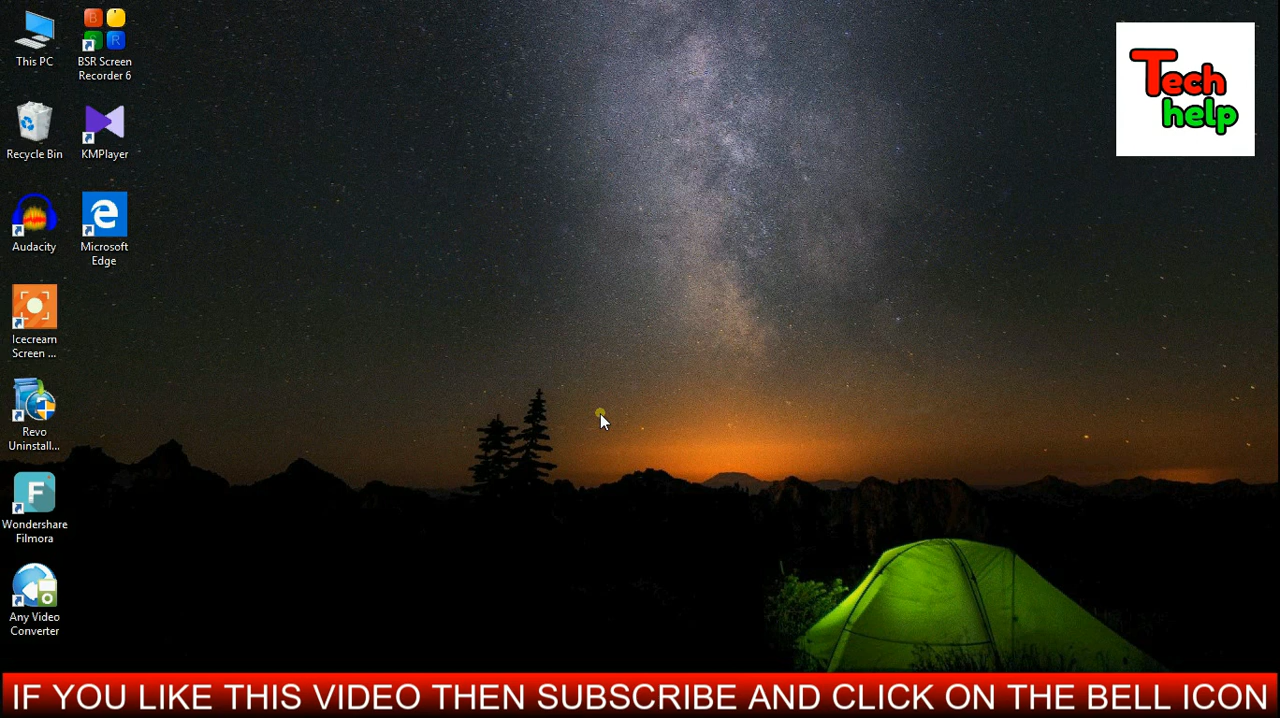 This PC
BSR Screen
Recorder 6
Recycle Bin
KMPlayer
Audacity
Microsoft
Edge
Icecream
Screen ...
Revo
Uninstall...
Wondershare
Filmora
Any Video
Converter
Tech
help
IF YOU LIKE THIS VIDEO THEN SUBSCRIBE AND CLICK ON THE BELL ICON